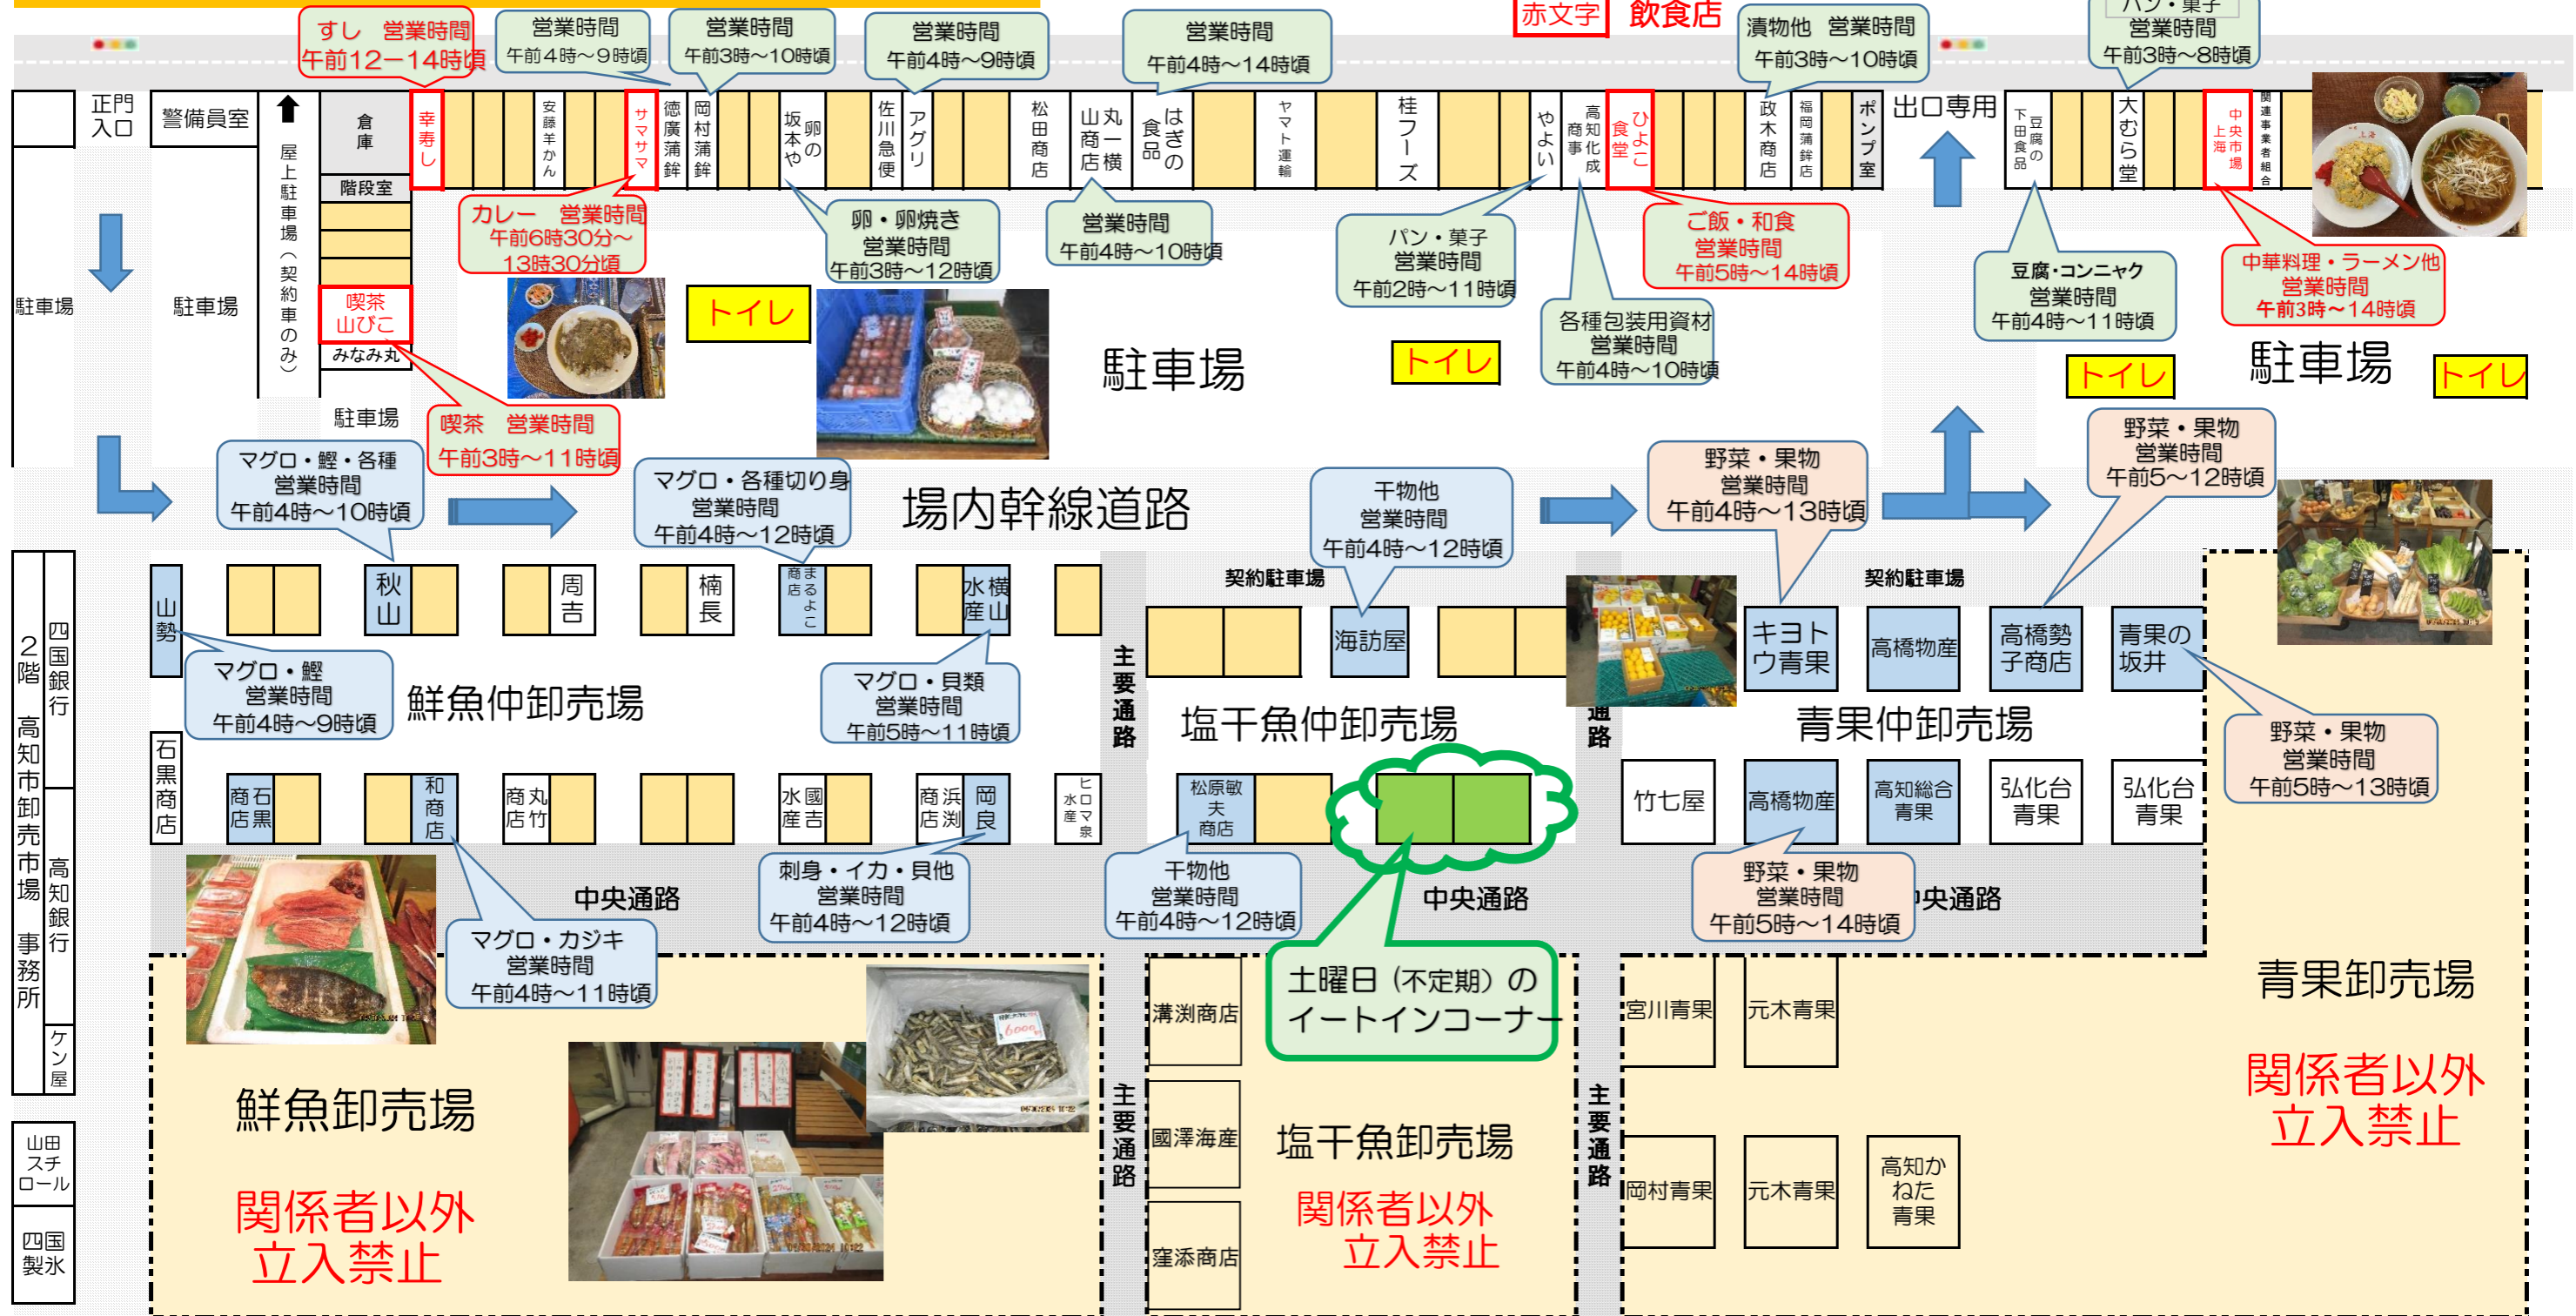 赤文字
飲食店
すし　営業時間
午前12ー14時頃
営業時間
午前4時～9時頃
営業時間
午前3時～10時頃
営業時間
午前4時～9時頃
営業時間
午前4時～14時頃
漬物他　営業時間
午前3時～10時頃
パン・菓子
営業時間
午前3時～8時頃
正門
入口
警備員室
屋上駐車場（契約車のみ）
倉庫
階段室
幸寿し
安藤羊かん
ササササマ
徳廣蒲鉾
岡村蒲鉾
卵の
坂本や
佐川急便
アグリ
松田商店
丸一横
山商店
はぎの
食品
ヤマト運輸
桂フーズ
やよい
高知化成
商事
ひよこ
食堂
政木商店
福岡蒲鉾店
ポンプ室
出口専用
豆腐の
下田食品
大むら堂
中央市場
上海
関連事業者組合
カレー　営業時間
午前6時30分～
13時30分頃
卵・卵焼き
営業時間
午前3時～12時頃
営業時間
午前4時～10時頃
パン・菓子
営業時間
午前2時～11時頃
ご飯・和食
営業時間
午前5時～14時頃
各種包装用資材
営業時間
午前4時～10時頃
豆腐・コンニャク
営業時間
午前4時～11時頃
中華料理・ラーメン他
営業時間
午前3時～14時頃
駐車場
駐車場
喫茶
山びこ
みなみ丸
駐車場
トイレ
駐車場
トイレ
トイレ
駐車場
トイレ
喫茶　営業時間
午前3時～11時頃
マグロ・鰹・各種
営業時間
午前4時～10時頃
マグロ・各種切り身
営業時間
午前4時～12時頃
場内幹線道路
干物他
営業時間
午前4時～12時頃
野菜・果物
営業時間
午前4時～13時頃
野菜・果物
営業時間
午前5～12時頃
契約駐車場
契約駐車場
2階　高知市卸売市場　事務所
四国銀行
高知銀行
ケン屋
山田
スチ
ロール
四国
製氷
山勢
秋山
周吉
楠長
まるよこ
商店
横山
水産
海訪屋
キヨト
ウ青果
高橋物産
高橋勢
子商店
青果の
坂井
マグロ・鰹
営業時間
午前4時～9時頃
鮮魚仲卸売場
マグロ・貝類
営業時間
午前5時～11時頃
主要通路
塩干魚仲卸売場
通路
青果仲卸売場
野菜・果物
営業時間
午前5時～13時頃
石黒商店
石黒
商店
和商店
丸竹
商店
國吉
水産
浜渕
商店
岡良
ヒロマ泉
水産
松原敏
夫
商店
竹七屋
高橋物産
高知総合
青果
弘化台
青果
弘化台
青果
中央通路
マグロ・カジキ
営業時間
午前4時～11時頃
刺身・イカ・貝他
営業時間
午前4時～12時頃
干物他
営業時間
午前4時～12時頃
中央通路
土曜日（不定期）の
イートインコーナー
野菜・果物
営業時間
午前5時～14時頃
中央通路
鮮魚卸売場
関係者以外
立入禁止
6000
主要通路
溝渕商店
國澤海産
窪添商店
塩干魚卸売場
関係者以外
立入禁止
主要通路
宮川青果
元木青果
岡村青果
元木青果
高知か
ねた
青果
青果卸売場
関係者以外
立入禁止